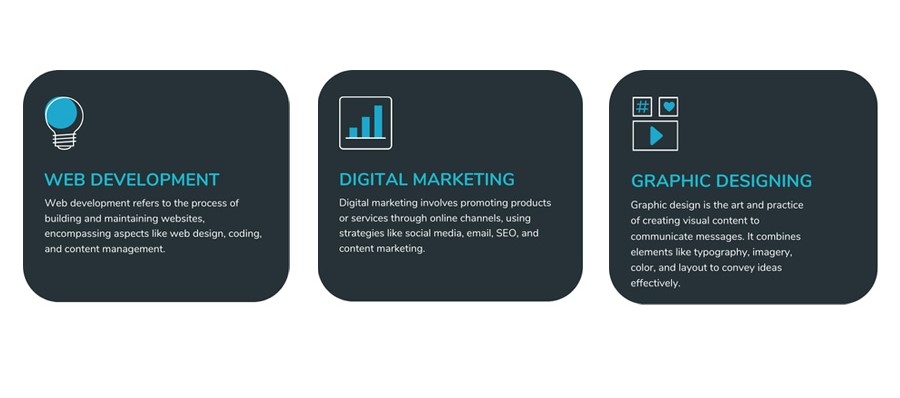 WEB DEVELOPMENT
Web development refers to the process of
building and maintaining websites,
encompassing aspects like web design, coding,
and content management.
DIGITAL MARKETING
Digital marketing involves promoting products
or services through online channels, using
strategies like social media, email, SEO, and
content marketing.
#
GRAPHIC DESIGNING
Graphic design is the art and practice
of creating visual content to
communicate messages. It combines
elements like typography, imagery,
color, and layout to convey ideas
effectively.